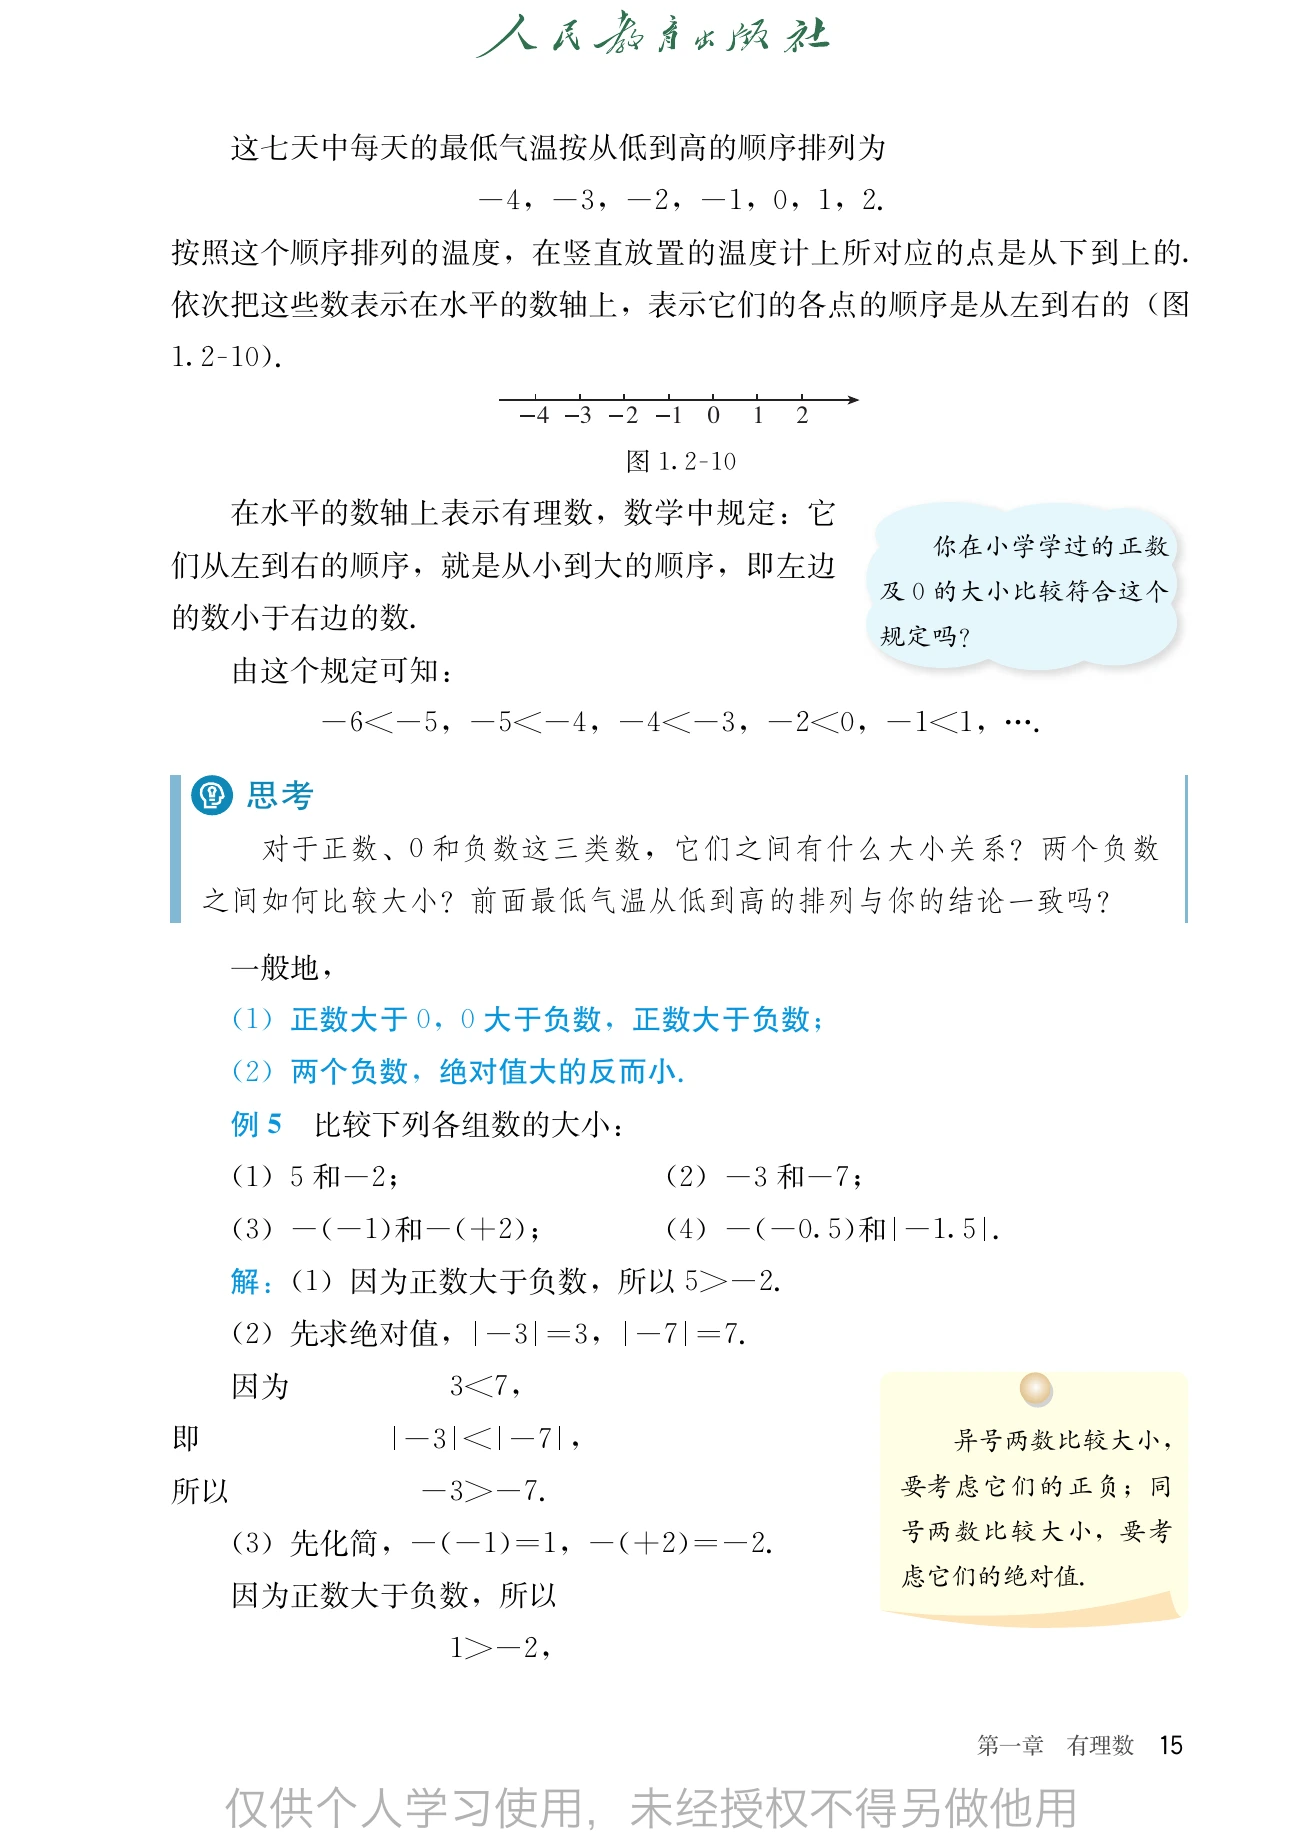 人民教育出版社
这七天中每天的最低气温按从低到高的顺序排列为
－4，－3，－2，－1，0，1，2.
按照这个顺序排列的温度，在竖直放置的温度计上所对应的点是从下到上的.
依次把这些数表示在水平的数轴上，表示它们的各点的顺序是从左到右的（图
1.2-10）.
−4 −3 −2 −1 0 1 2
图 1.2-10
在水平的数轴上表示有理数，数学中规定：它
们从左到右的顺序，就是从小到大的顺序，即左边
的数小于右边的数.
你在小学学过的正数
及 0 的大小比较符合这个
规定吗？
由这个规定可知：
－6＜－5，－5＜－4，－4＜－3，－2＜0，－1＜1，….
思考
对于正数、0 和负数这三类数，它们之间有什么大小关系？两个负数
之间如何比较大小？前面最低气温从低到高的排列与你的结论一致吗？
一般地，
（1）正数大于 0，0 大于负数，正数大于负数；
（2）两个负数，绝对值大的反而小.
例 5 比较下列各组数的大小：
（1）5 和－2； （2）－3 和－7；
（3）－(－1)和－(＋2)； （4）－(－0.5)和|－1.5|.
解：（1）因为正数大于负数，所以 5＞－2.
（2）先求绝对值，|－3|＝3，|－7|＝7.
因为 3＜7，
即 |－3|＜|－7|，
所以 －3＞－7.
（3）先化简，－(－1)＝1，－(＋2)＝－2.
因为正数大于负数，所以
1＞－2，
异号两数比较大小，
要考虑它们的正负；同
号两数比较大小，要考
虑它们的绝对值.
第一章 有理数 15
仅供个人学习使用，未经授权不得另做他用